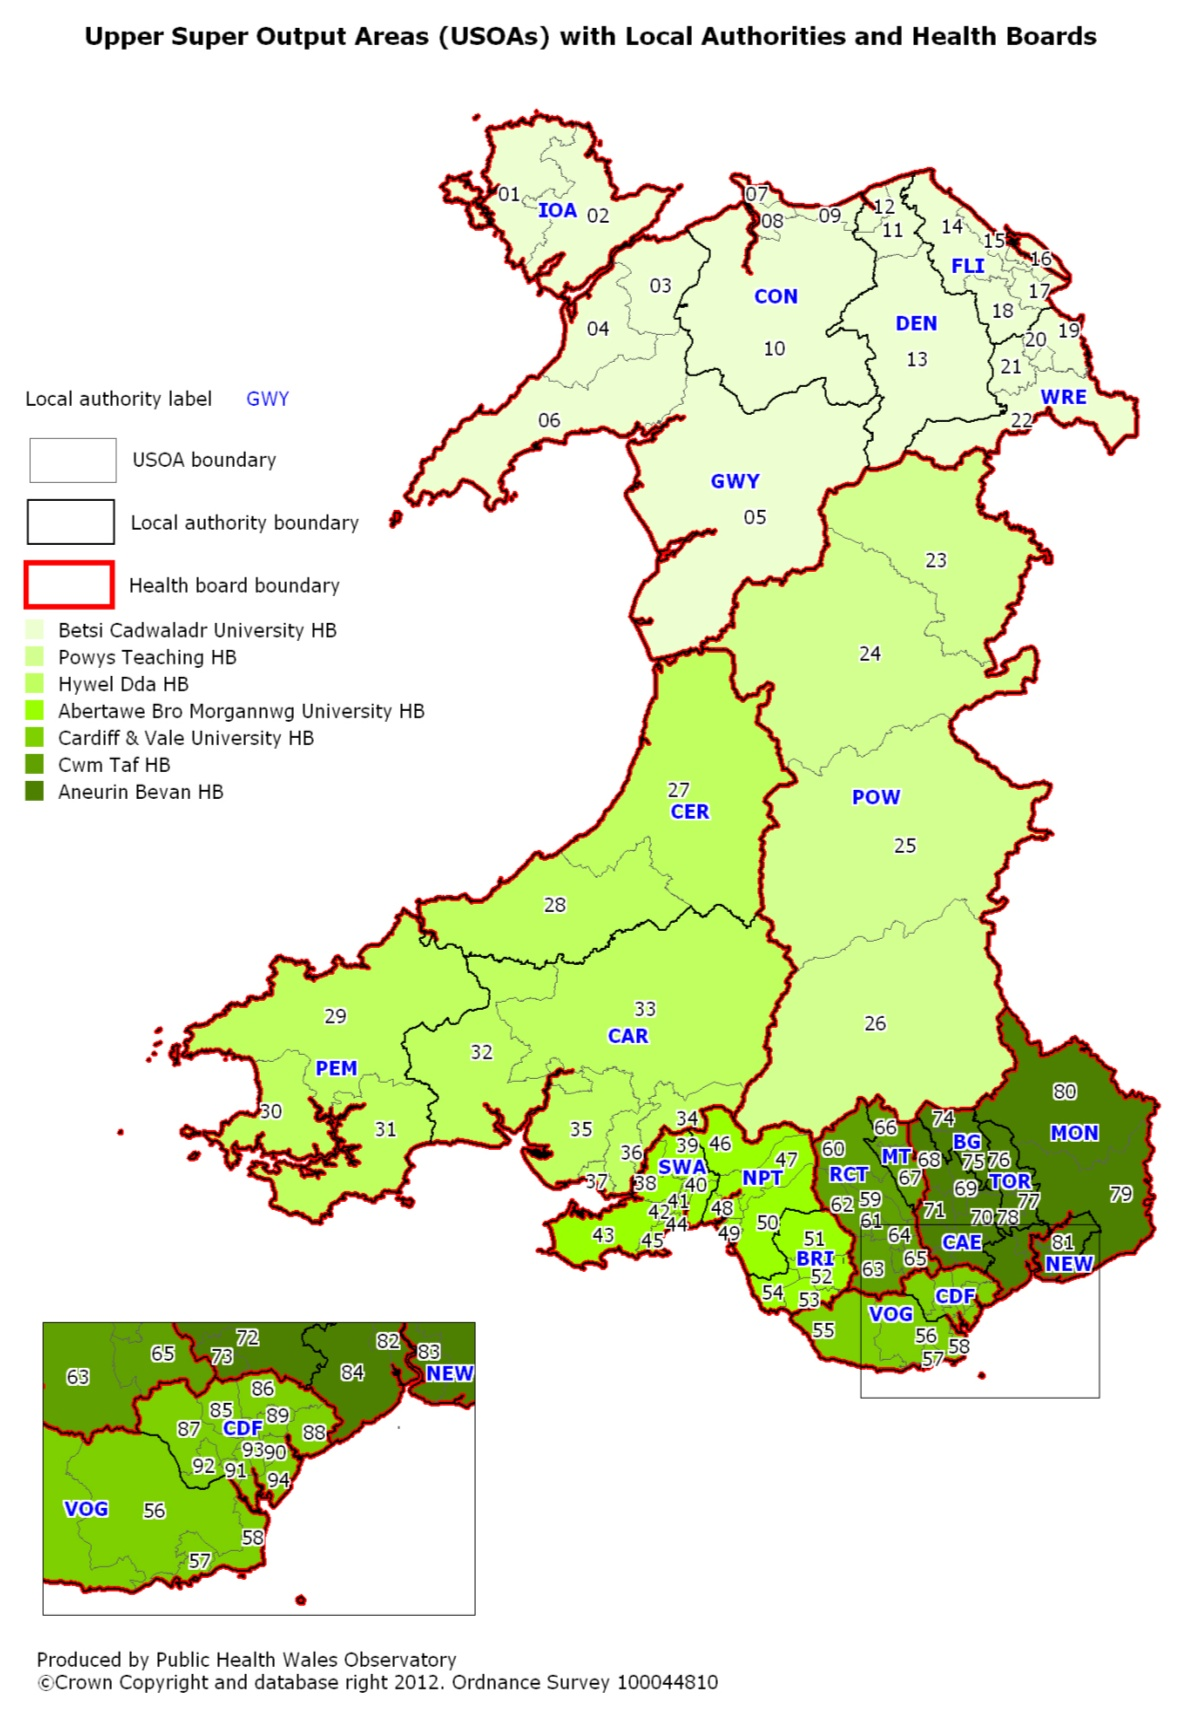 Upper Super Output Areas (USOAs) with Local Authorities and Health Boards
01
IOA 02
07
08
09
12
11
14
15
16
FLI
17
18
03
04
CON
10
DEN
13
19
20
21
WRE
22
06
GWY
05
Local authority label GWY
USOA boundary
Local authority boundary
Health board boundary
Betsi Cadwaladr University HB
Powys Teaching HB
Hywel Dda HB
Abertawe Bro Morgannwg University HB
Cardiff & Vale University HB
Cwm Taf HB
Aneurin Bevan HB
23
24
27
CER
POW
25
28
29
PEM
33
CAR
32
26
30
31
35
36
37
34
39
46
SWA
38
40
41
42
44
43
45
47
NPT
48
49
50
51
BRI
52
54
53
60
66
RCT
MT
67
62
59
61
64
63
65
74
BG
68
75
76
69
TOR
77
71
70
78
CAE
80
MON
79
81
NEW
CDF
VOG
55
56
57
58
72
73
65
63
82
83
NEW
84
86
85
89
87
CDF
88
93
90
92
91
94
VOG
56
58
57
Produced by Public Health Wales Observatory
©Crown Copyright and database right 2012. Ordnance Survey 100044810